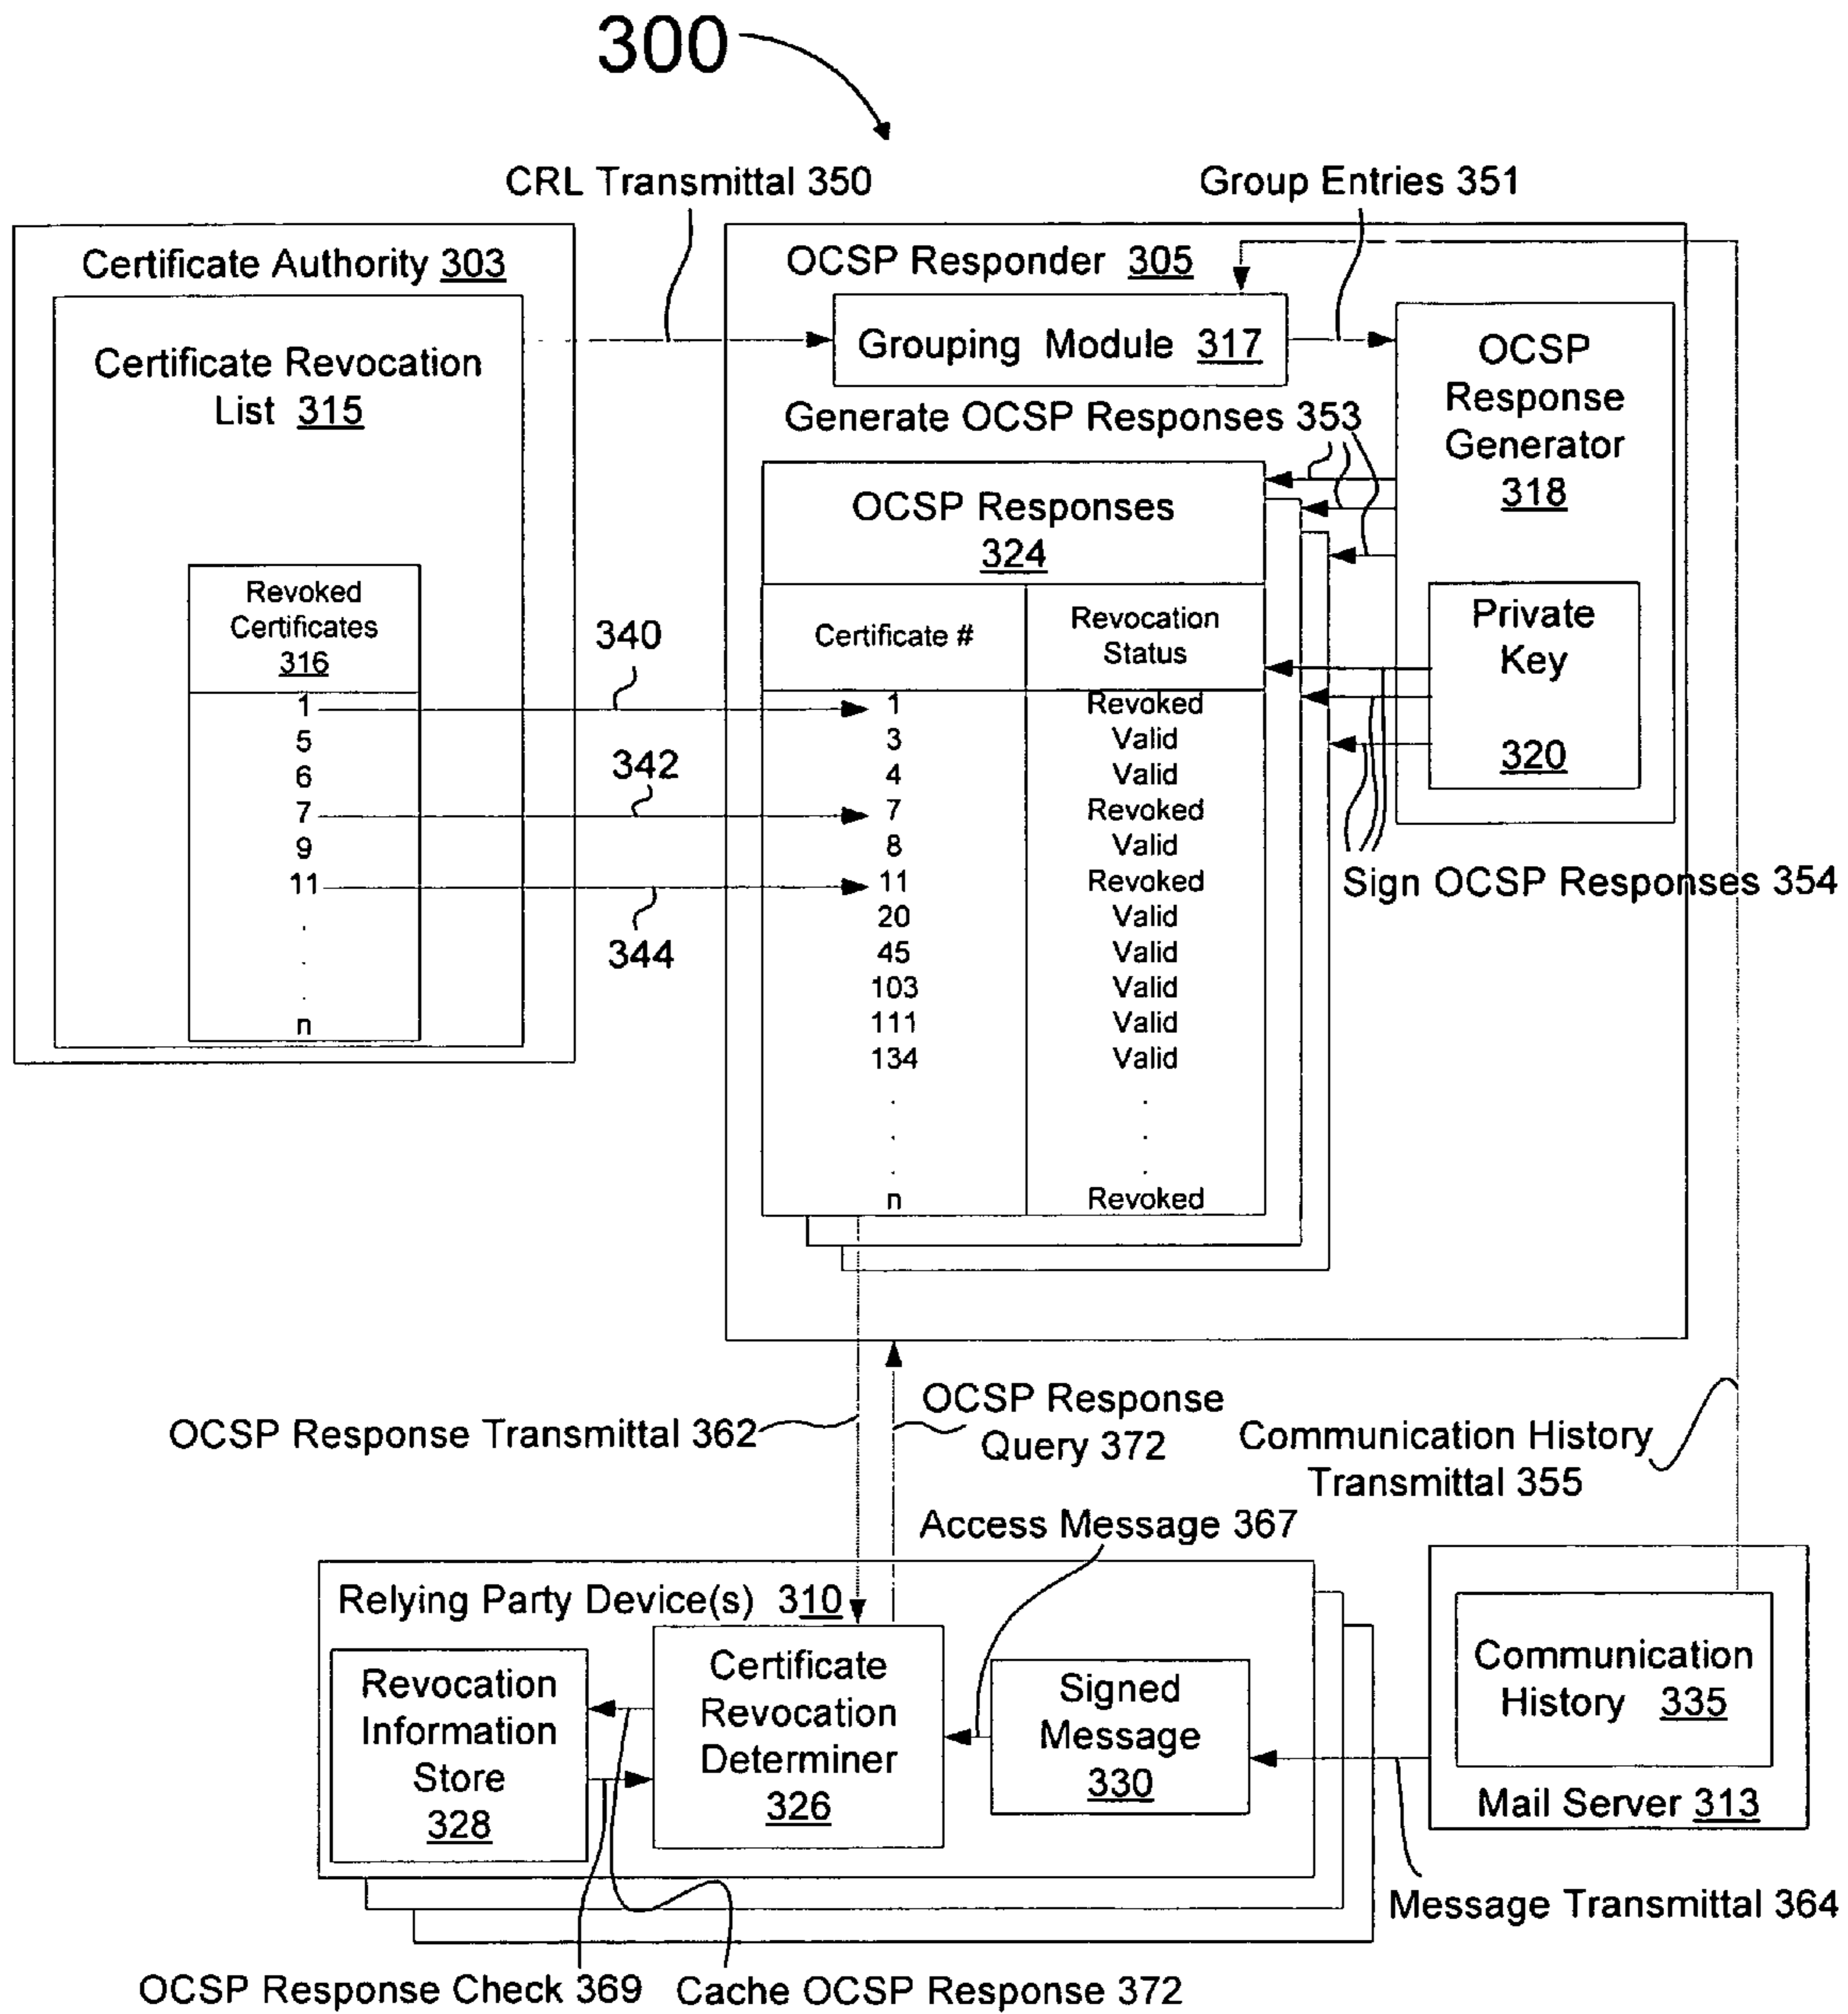 300
CRL Transmittal 350
Group Entries 351
Certificate Authority 303
Certificate Revocation
List 315
Revoked
Certificates
316
1
5
6
7
9
11
.
.
.
n
340
342
344
OCSP Responder 305
Grouping Module 317
Generate OCSP Responses 353
OCSP
Response
Generator
318
Private
Key
320
Sign OCSP Responses 354
OCSP Responses
324
Certificate #
Revocation
Status
1 Revoked
3 Valid
4 Valid
7 Revoked
8 Valid
11 Revoked
20 Valid
45 Valid
103 Valid
111 Valid
134 Valid
. .
. .
. .
n Revoked
OCSP Response Transmittal 362
OCSP Response
Query 372
Communication History
Transmittal 355
Access Message 367
Relying Party Device(s) 310
Revocation
Information
Store
328
Certificate
Revocation
Determiner
326
Signed
Message
330
Communication
History 335
Mail Server 313
Message Transmittal 364
OCSP Response Check 369
Cache OCSP Response 372